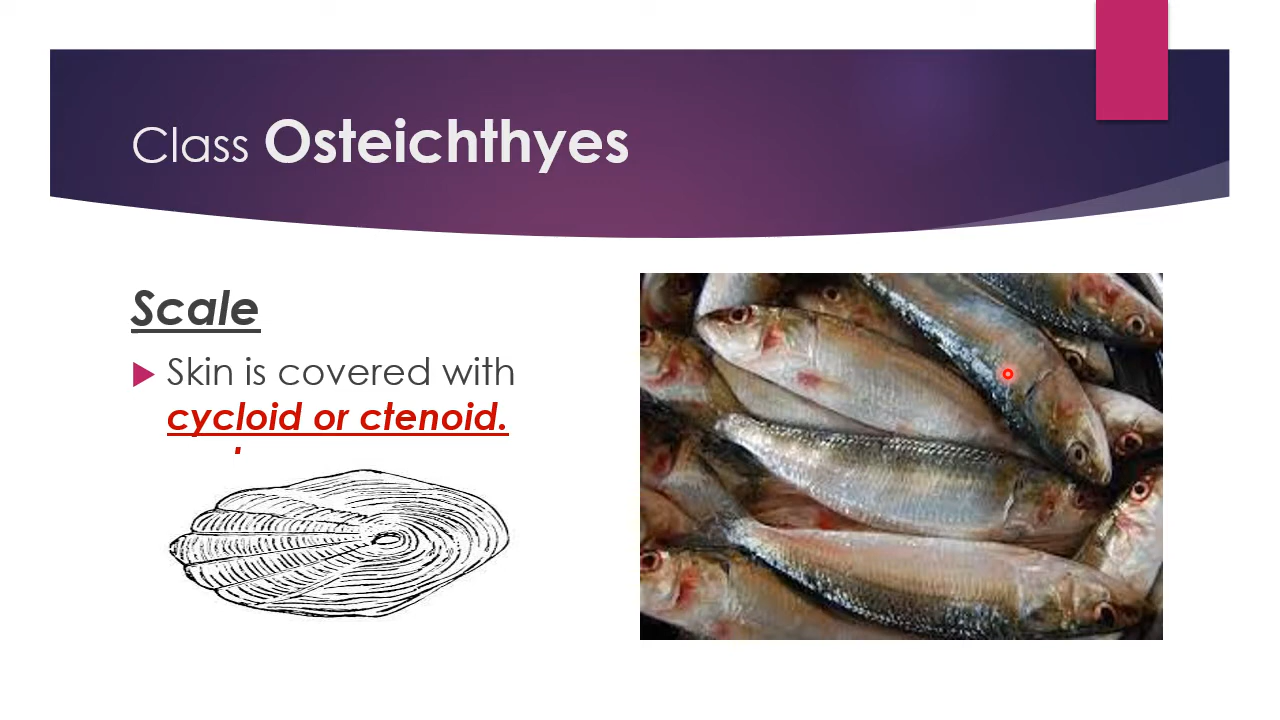 Class Osteichthyes
Scale
Skin is covered with
cycloid or ctenoid.